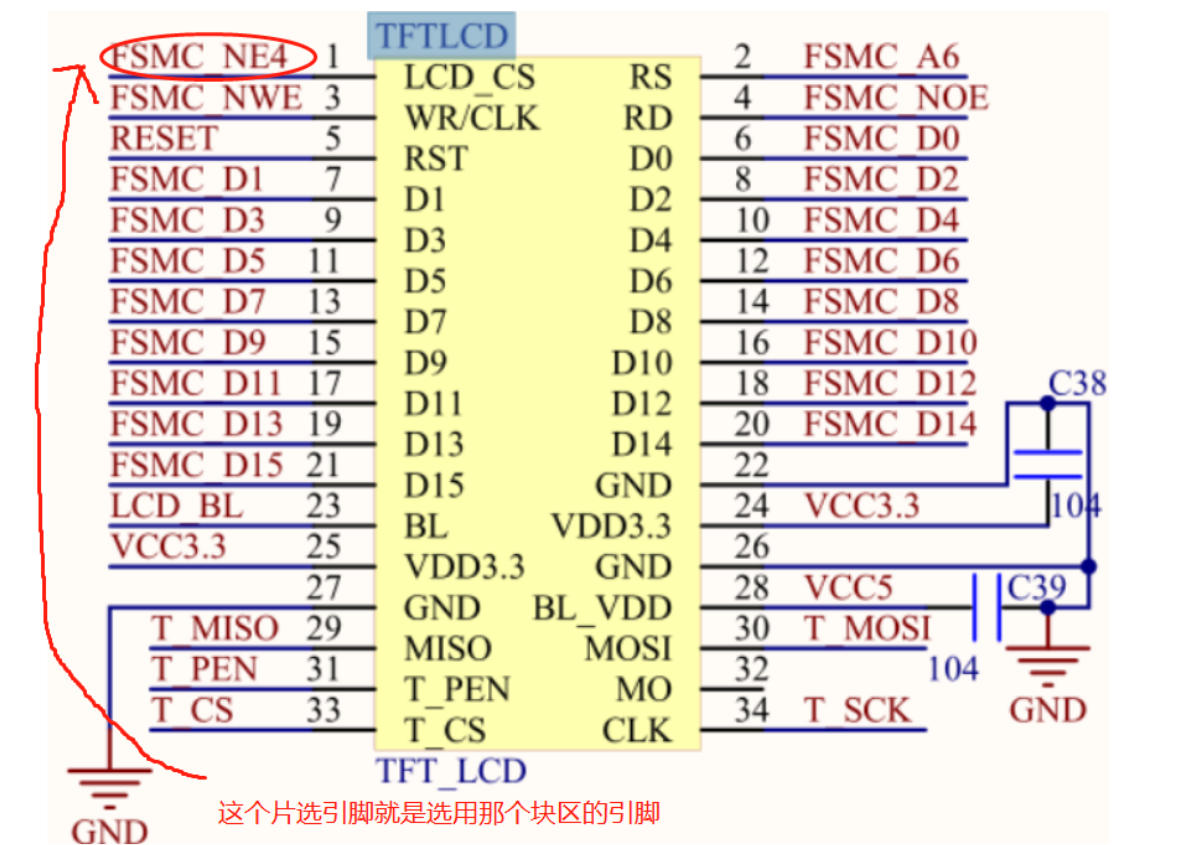 TFTLCD
FSMC_NE4 1 LCD_CS RS 2 FSMC_A6
FSMC_NWE 3 WR/CLK RD 4 FSMC_NOE
RESET 5 RST D0 6 FSMC_D0
FSMC_D1 7 D1 D2 8 FSMC_D2
FSMC_D3 9 D3 D4 10 FSMC_D4
FSMC_D5 11 D5 D6 12 FSMC_D6
FSMC_D7 13 D7 D8 14 FSMC_D8
FSMC_D9 15 D9 D10 16 FSMC_D10
FSMC_D11 17 D11 D12 18 FSMC_D12 C38
FSMC_D13 19 D13 D14 20 FSMC_D14
FSMC_D15 21 D15 GND 22
LCD_BL 23 BL VDD3.3 24 VCC3.3 104
VCC3.3 25 VDD3.3 GND 26
27 GND BL_VDD 28 VCC5 C39
T_MISO 29 MISO MOSI 30 T_MOSI
T_PEN 31 T_PEN MO 32 104
T_CS 33 T_CS CLK 34 T_SCK GND
TFT_LCD
这个片选引脚就是选用那个块区的引脚
GND